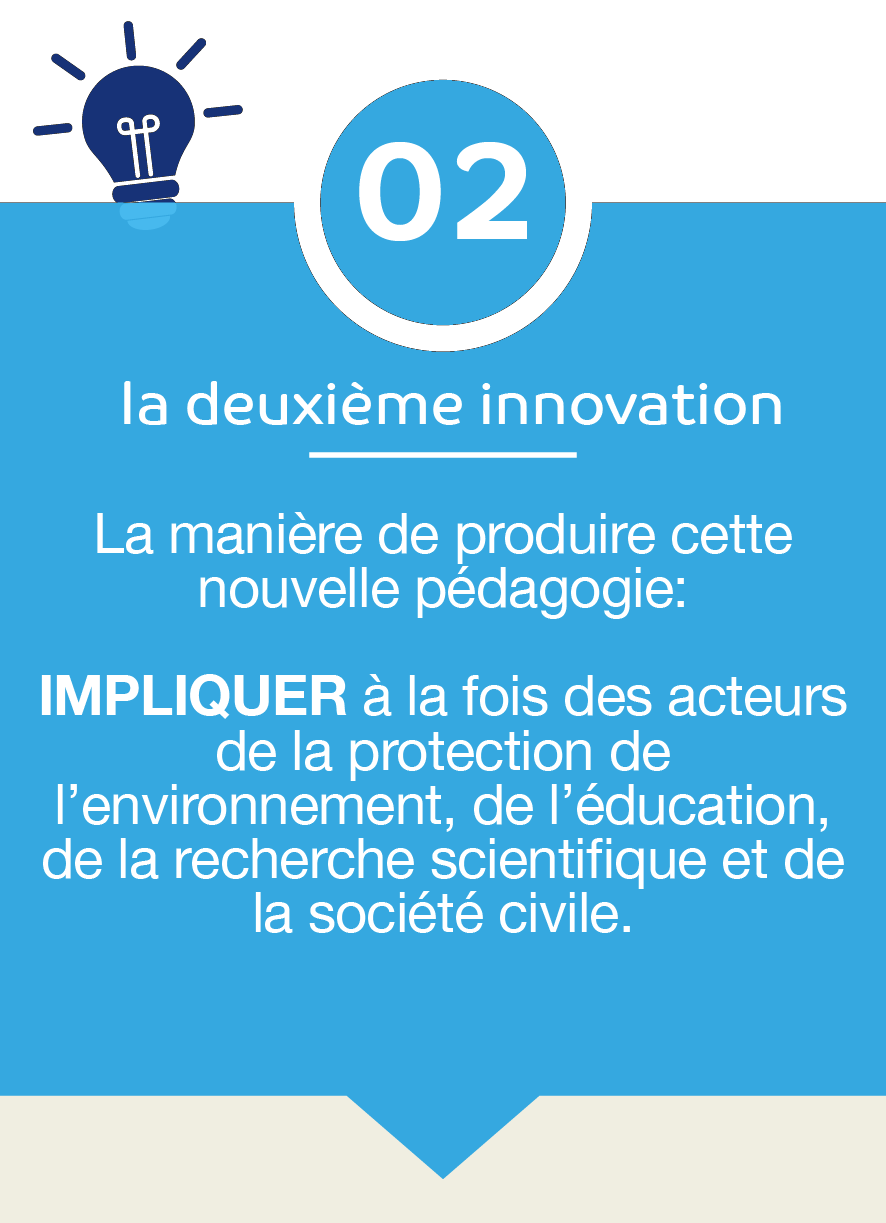 02
la deuxième innovation
La manière de produire cette
nouvelle pédagogie:
IMPLIQUER à la fois des acteurs
de la protection de
l’environnement, de l’éducation,
de la recherche scientifique et de
la société civile.